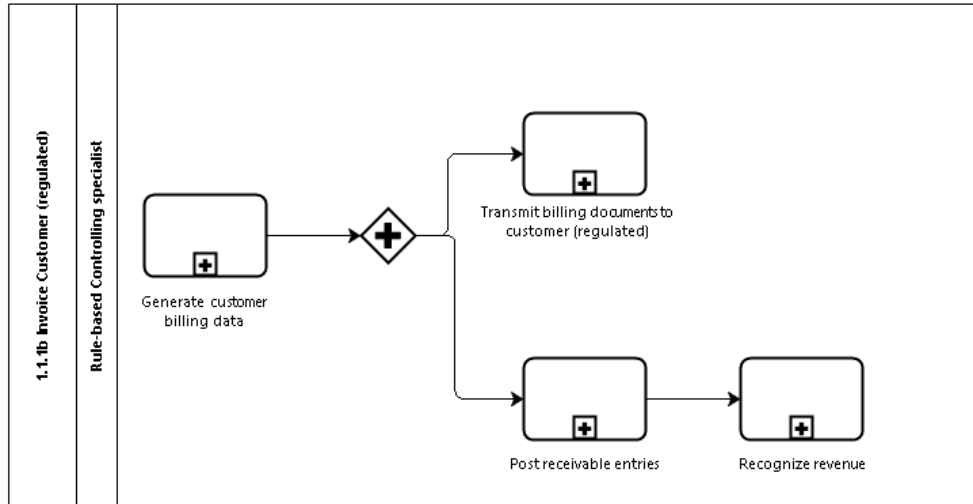 1.1.1b Invoice Customer (regulated)
Rule-based Controlling specialist
Generate customer
billing data
Transmit billing documents to
customer (regulated)
Post receivable entries
Recognize revenue